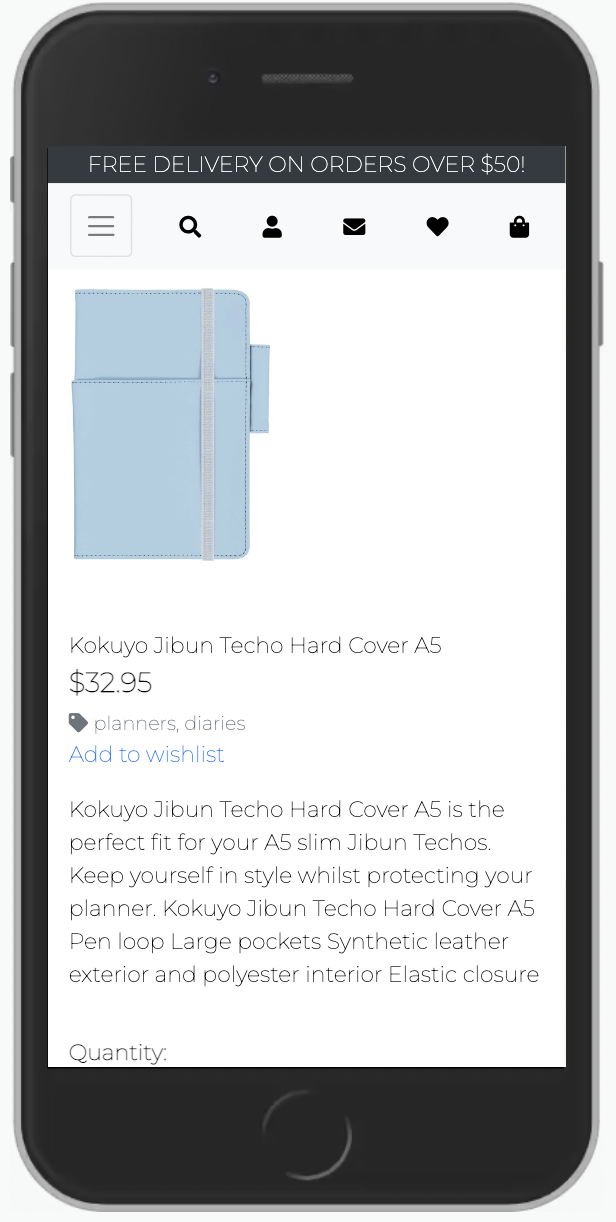 FREE DELIVERY ON ORDERS OVER $50!
Kokuyo Jibun Techo Hard Cover A5
$32.95
planners, diaries
Add to wishlist
Kokuyo Jibun Techo Hard Cover A5 is the
perfect fit for your A5 slim Jibun Techos.
Keep yourself in style whilst protecting your
planner. Kokuyo Jibun Techo Hard Cover A5
Pen loop Large pockets Synthetic leather
exterior and polyester interior Elastic closure
Quantity: